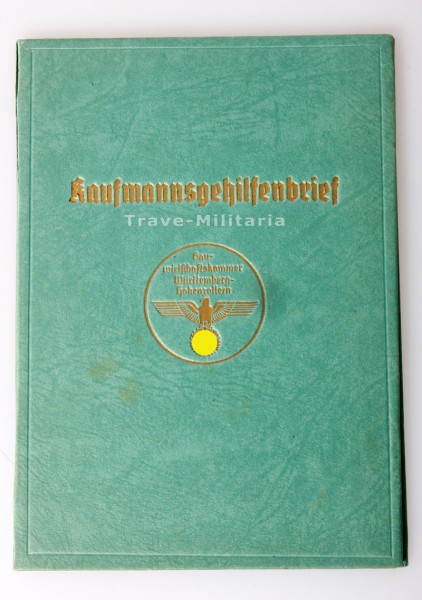 Kaufmannsgehilfenbrief
Trave-Militaria
Gau-
wirtschaftskammer
Württemberg-
Hohenzollern